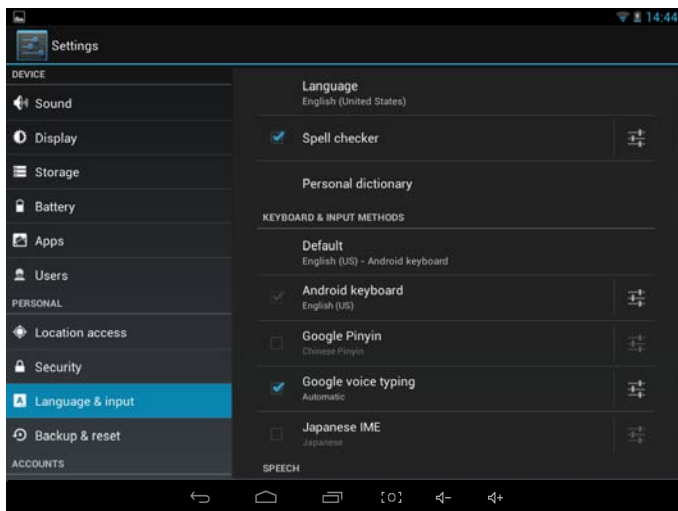 14:44
Settings
DEVICE
Sound
Display
Storage
Battery
Apps
Users
PERSONAL
Location access
Security
A Language & input
Backup & reset
ACCOUNTS
Language
English (United States)
Spell checker
Personal dictionary
KEYBOARD & INPUT METHODS
Default
English (US) - Android keyboard
Android keyboard
English (US)
Google Pinyin
Chinese Pinyin
Google voice typing
Automatic
Japanese IME
Japanese
SPEECH